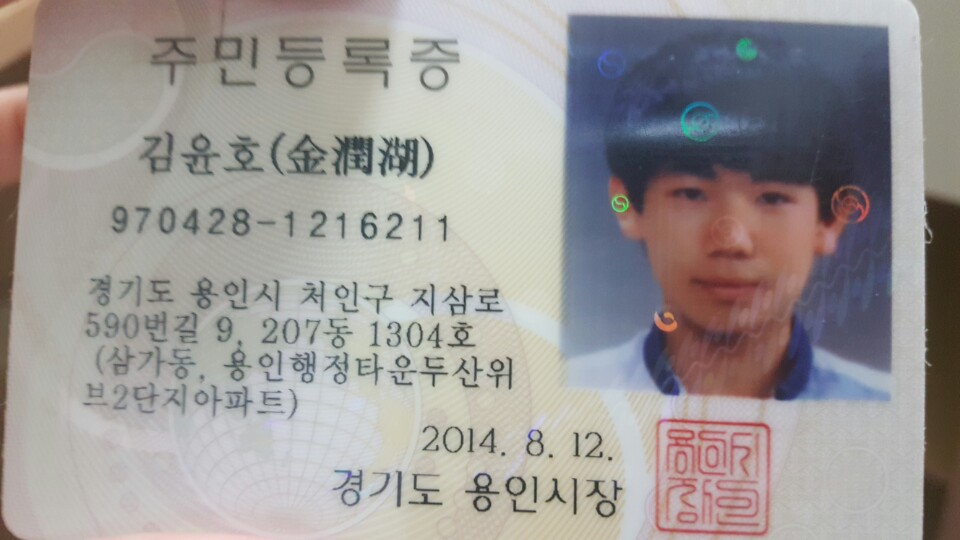 주민등록증
김윤호(金潤湖)
970428-1216211
경기도 용인시 처인구 지삼로
590번길 9, 207동 1304호
(삼가동, 용인행정타운두산위
브2단지아파트)
2014. 8. 12.
경기도 용인시장